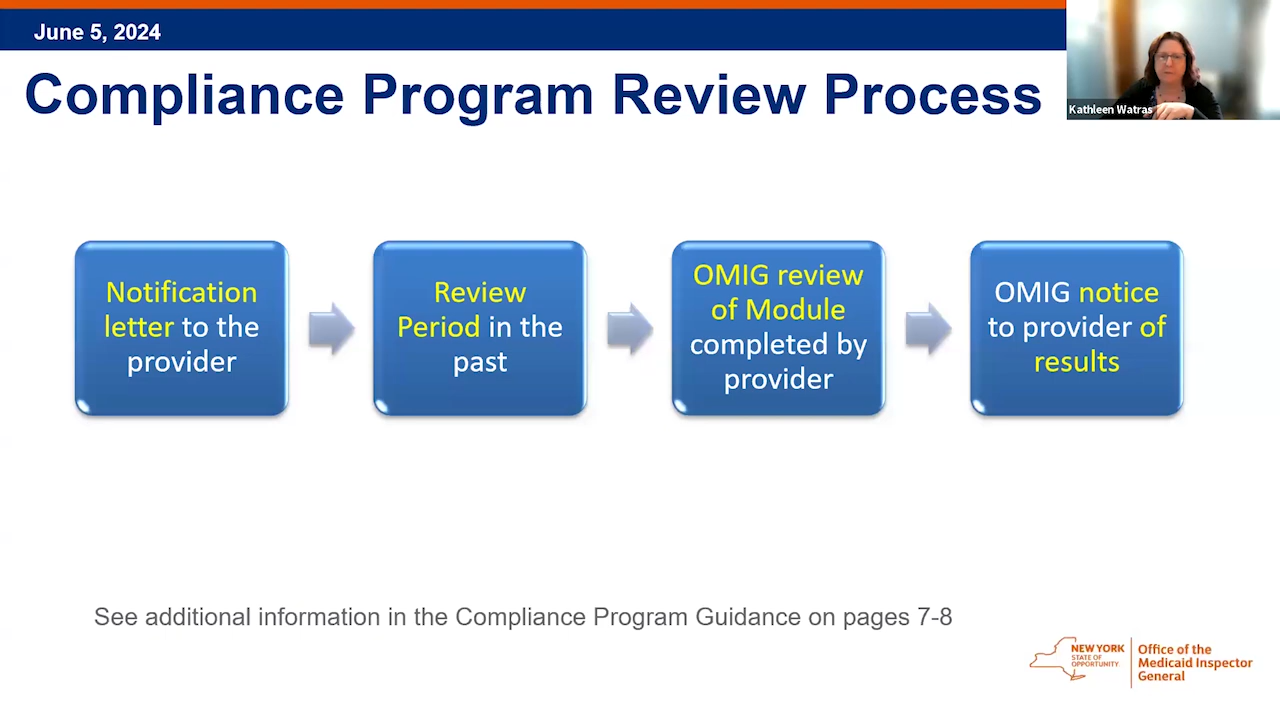 June 5, 2024
Compliance Program Review Process
Kathleen Watras
Notification
letter to the
provider
Review
Period in the
past
OMIG review
of Module
completed by
provider
OMIG notice
to provider of
results
See additional information in the Compliance Program Guidance on pages 7-8
NEW YORK
STATE OF
OPPORTUNITY.
Office of the
Medicaid Inspector
General